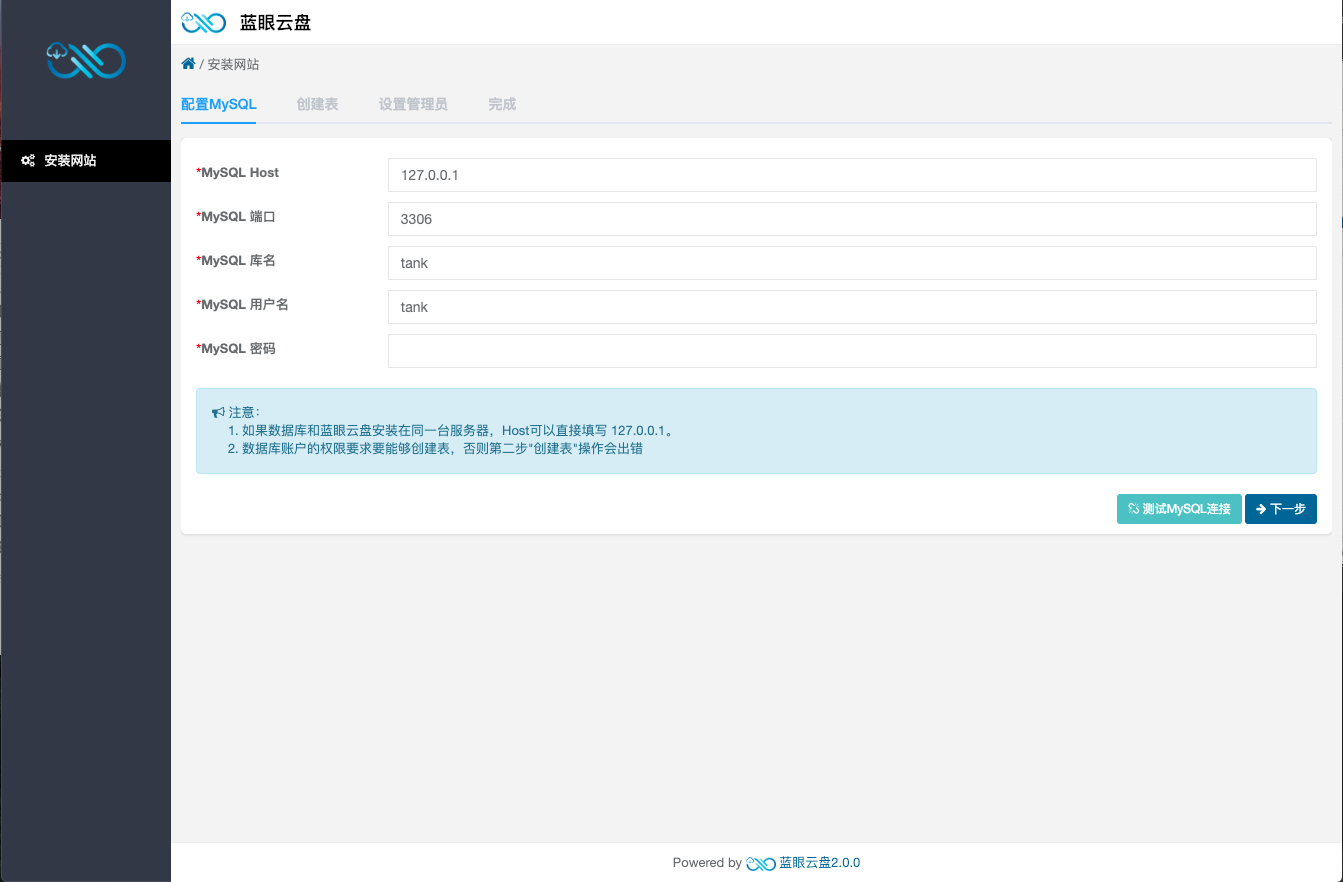 蓝眼云盘
/ 安装网站
配置MySQL 创建表 设置管理员 完成
安装网站
*MySQL Host 127.0.0.1
*MySQL 端口 3306
*MySQL 库名 tank
*MySQL 用户名 tank
*MySQL 密码
注意：
1. 如果数据库和蓝眼云盘安装在同一台服务器，Host可以直接填写 127.0.0.1。
2. 数据库账户的权限要求要能够创建表，否则第二步"创建表"操作会出错
测试MySQL连接 下一步
Powered by 蓝眼云盘2.0.0